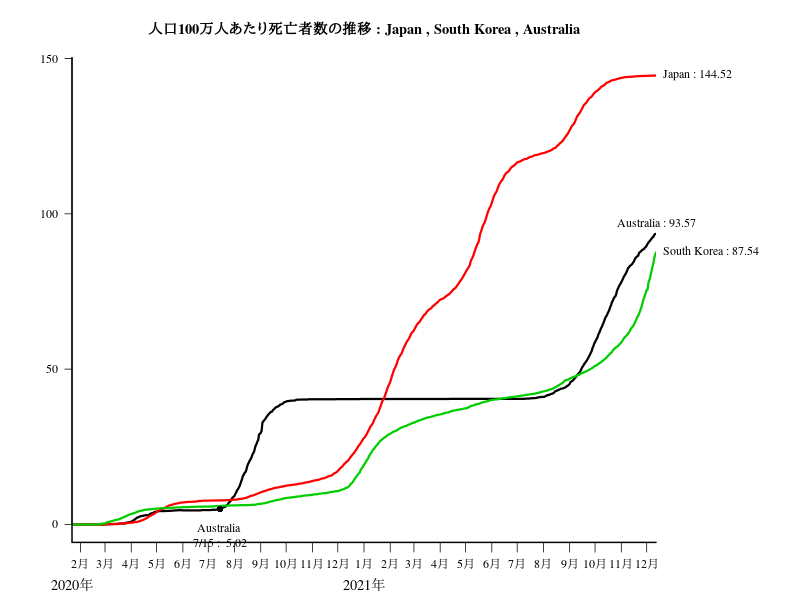 人口100万人あたり死亡者数の推移 : Japan , South Korea , Australia
150
100
50
0
Japan : 144.52
Australia : 93.57
South Korea : 87.54
Australia
7/15 : 5.02
2月 3月 4月 5月 6月 7月 8月 9月 10月 11月 12月 1月 2月 3月 4月 5月 6月 7月 8月 9月 10月 11月 12月
2020年 2021年